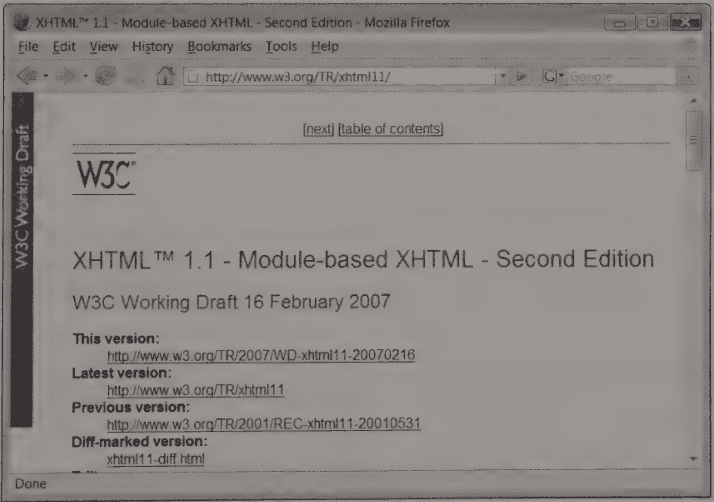 XHTML™ 1.1 - Module-based XHTML - Second Edition - Mozilla Firefox
File Edit View History Bookmarks Tools Help
http://www.w3.org/TR/xhtml11/
G Google
W3C Working Draft
[next] [table of contents]
W3C®
XHTML™ 1.1 - Module-based XHTML - Second Edition
W3C Working Draft 16 February 2007
This version:
http://www.w3.org/TR/2007/WD-xhtml11-20070216
Latest version:
http://www.w3.org/TR/xhtml11
Previous version:
http://www.w3.org/TR/2001/REC-xhtml11-20010531
Diff-marked version:
xhtml11-diff.html
Done